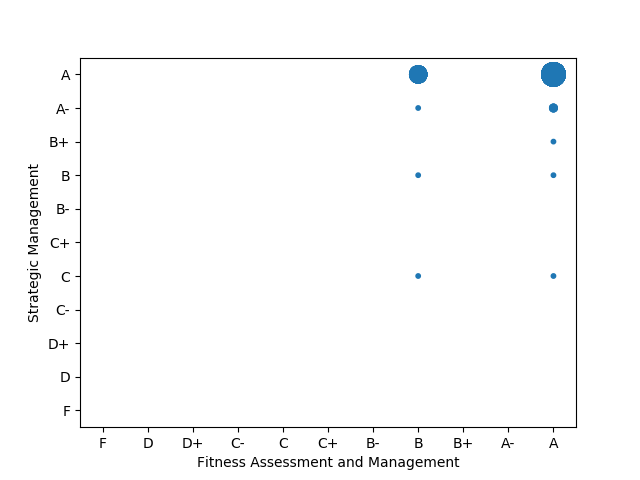 Strategic Management
A
A-
B+
B
B-
C+
C
C-
D+
D
F
F D D+ C- C C+ B- B B+ A- A
Fitness Assessment and Management